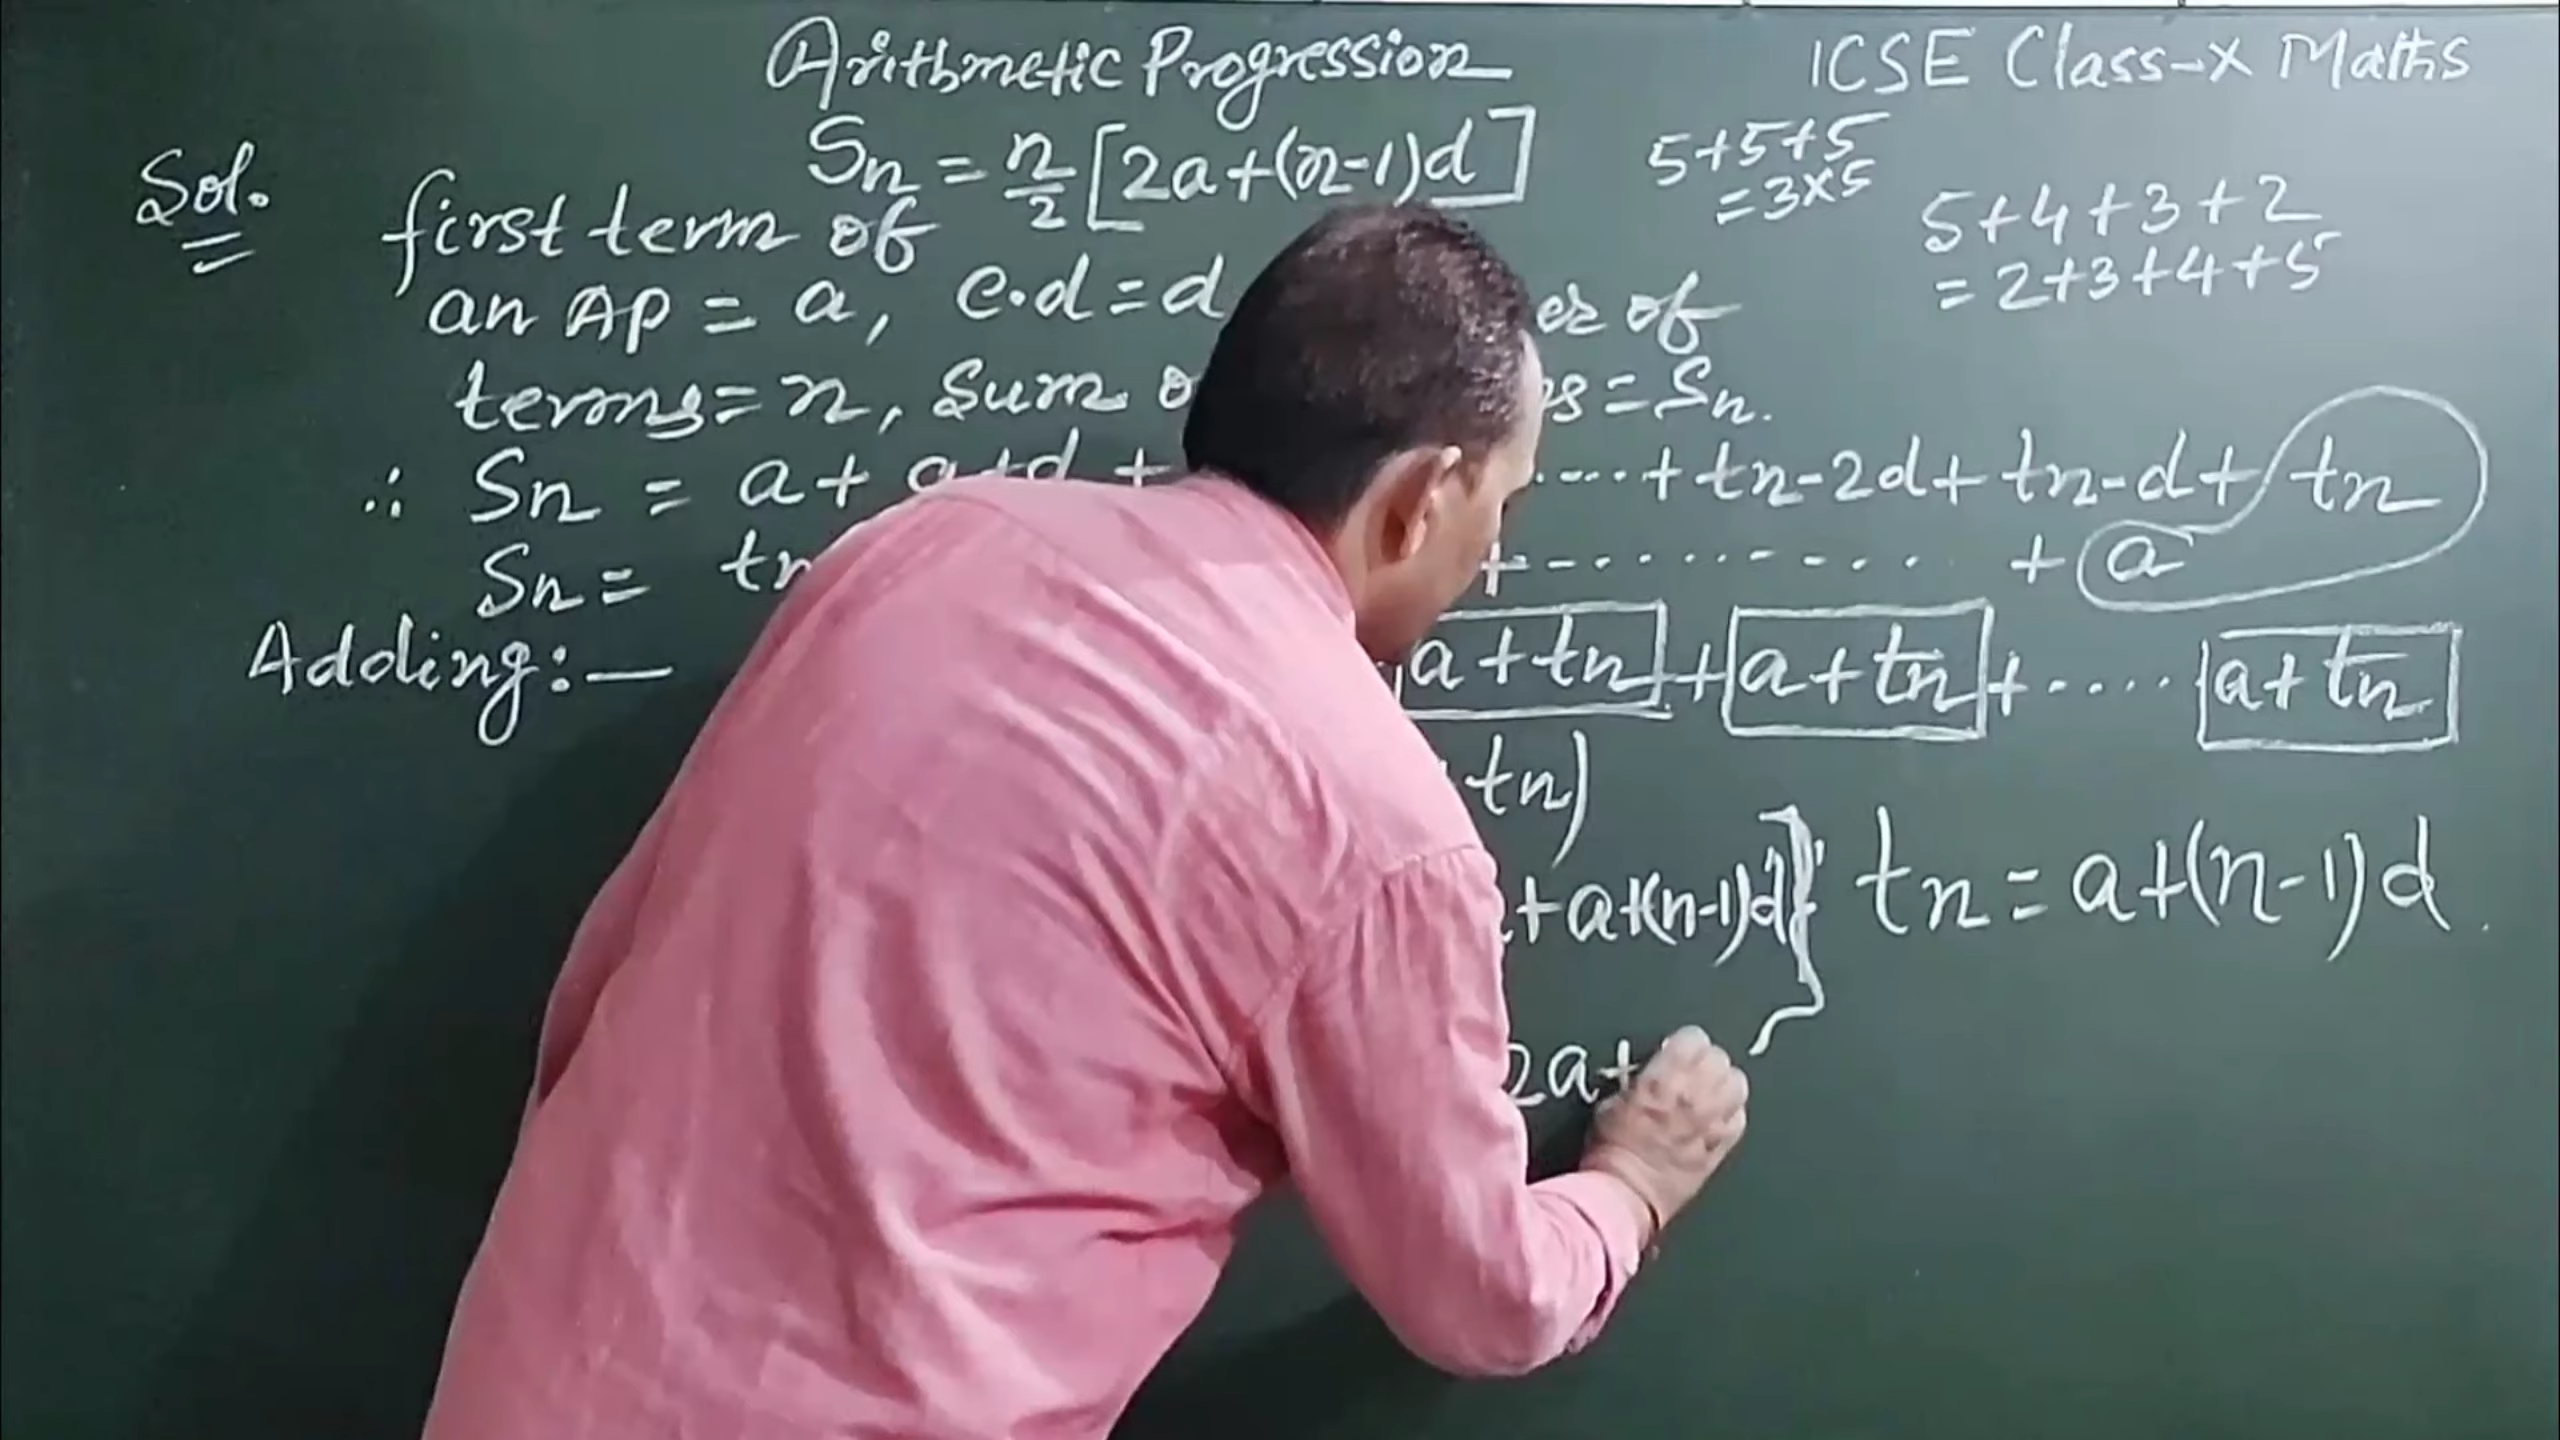 Arithmetic Progression
ICSE Class-X Maths
Sn = n/2 [2a+(n-1)d]
5+5+5
=3×5
5+4+3+2
=2+3+4+5
Sol.
first term of
an AP = a, c.d = d of
terms = n, Sum = Sn.
∴ Sn = a + a+d + ....+ tn-2d + tn-d + tn
Sn = tn +......... + a
Adding:— a+tn + a+tn +.... a+tn
tn)
+a+(n-1)d} tn = a+(n-1)d
2a+